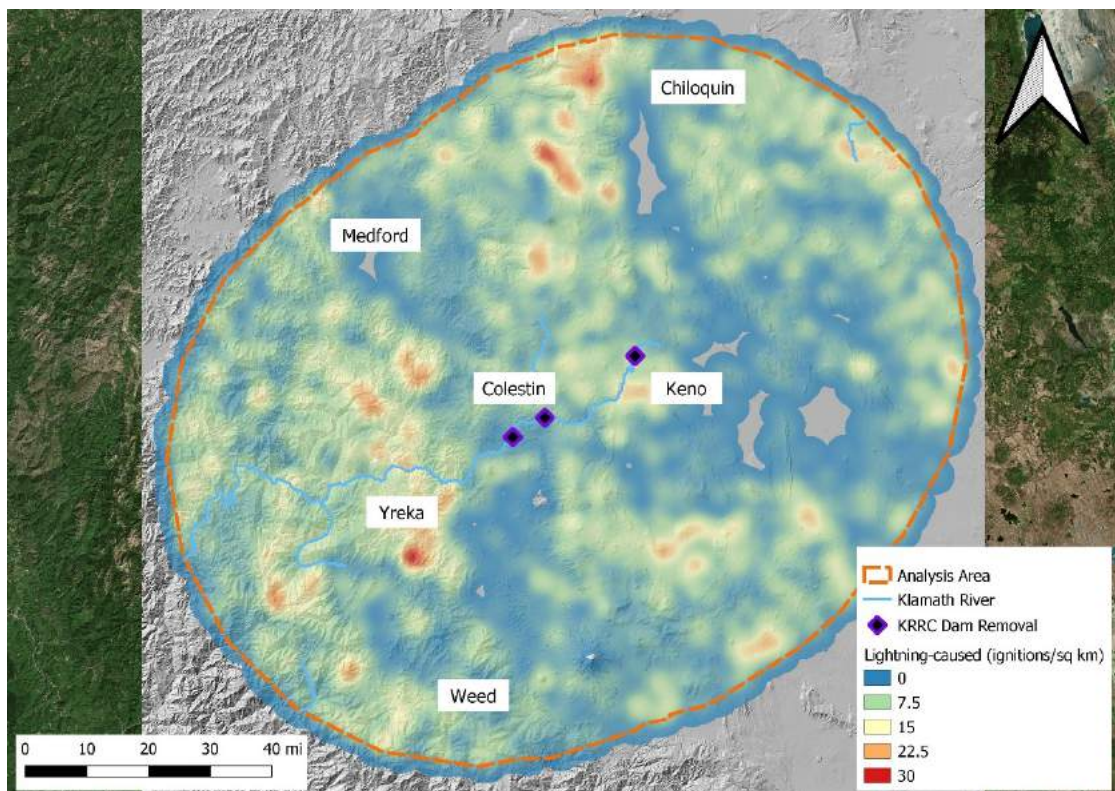 Chiloquin
Medford
Colestin
Keno
Yreka
Weed
0 10 20 30 40 mi
Analysis Area
Klamath River
KRRC Dam Removal
Lightning-caused (ignitions/sq km)
0
7.5
15
22.5
30